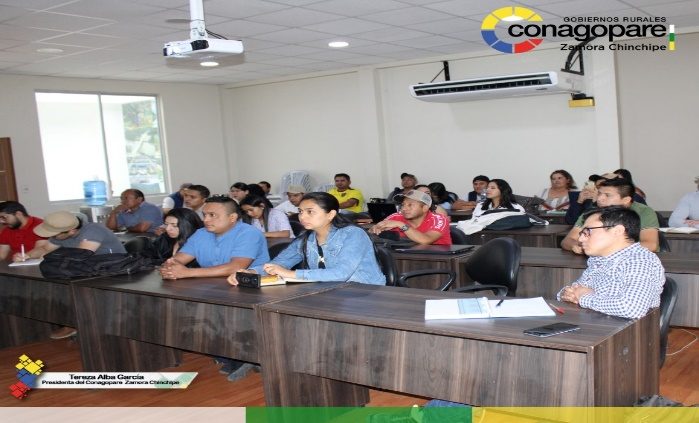 GOBIERNOS RURALES
conagopare
Zamora Chinchipe
Tereza Alba García
Presidenta del Conagopare Zamora Chinchipe